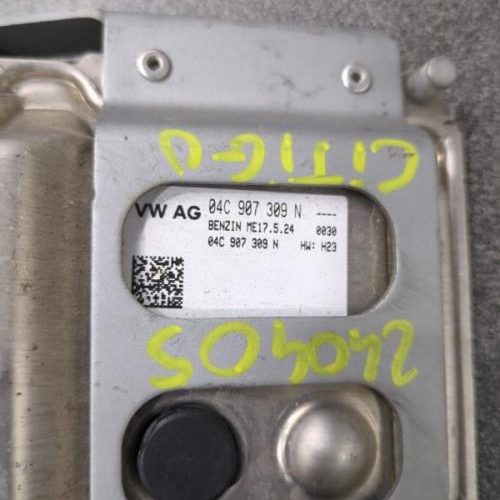 CITIGO
VW AG 04C 907 309 N ----
BENZIN ME17.5.24 0030
04C 907 309 N HW: H23
240405